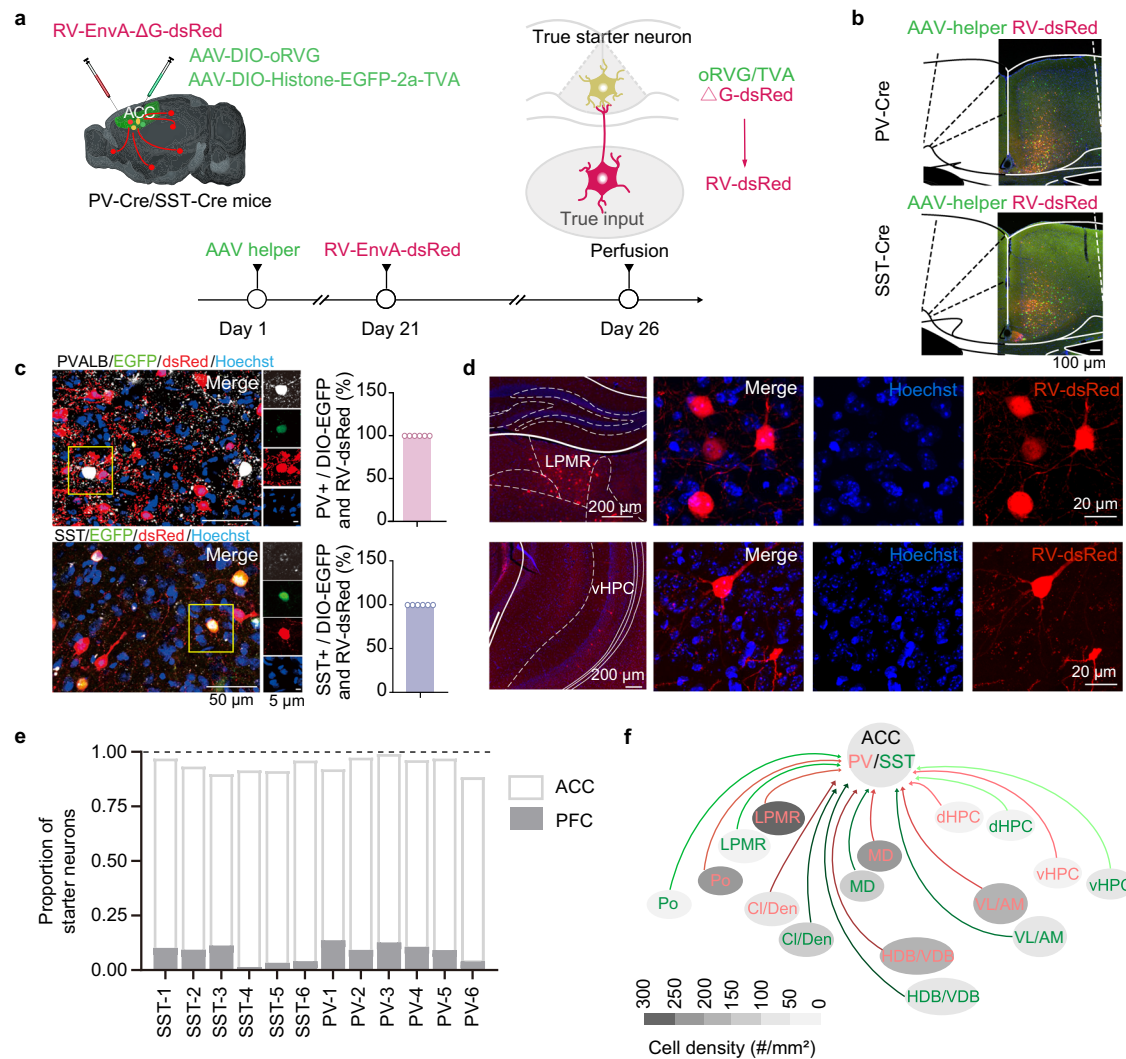 a
RV-EnvA-ΔG-dsRed
AAV-DIO-oRVG
AAV-DIO-Histone-EGFP-2a-TVA
ACC
PV-Cre/SST-Cre mice
True starter neuron
oRVG/TVA
△G-dsRed
RV-dsRed
True input
AAV helper
RV-EnvA-dsRed
Perfusion
Day 1
Day 21
Day 26
b
AAV-helper RV-dsRed
PV-Cre
AAV-helper RV-dsRed
SST-Cre
100 µm
c
PVALB/EGFP/dsRed/Hoechst
Merge
PV+ / DIO-EGFP
and RV-dsRed (%)
150
100
50
0
SST/EGFP/dsRed/Hoechst
Merge
50 µm
5 µm
SST+ / DIO-EGFP
and RV-dsRed (%)
150
100
50
0
d
LPMR
200 µm
Merge
Hoechst
RV-dsRed
20 µm
vHPC
200 µm
Merge
Hoechst
RV-dsRed
20 µm
e
Proportion of
starter neurons
1.00
0.75
0.50
0.25
0.00
SST-1
SST-2
SST-3
SST-4
SST-5
SST-6
PV-1
PV-2
PV-3
PV-4
PV-5
PV-6
ACC
PFC
f
ACC
PV/SST
LPMR
LPMR
Po
Po
Cl/Den
Cl/Den
MD
MD
HDB/VDB
HDB/VDB
dHPC
dHPC
vHPC
vHPC
VL/AM
VL/AM
300
250
200
150
100
50
0
Cell density (#/mm²)